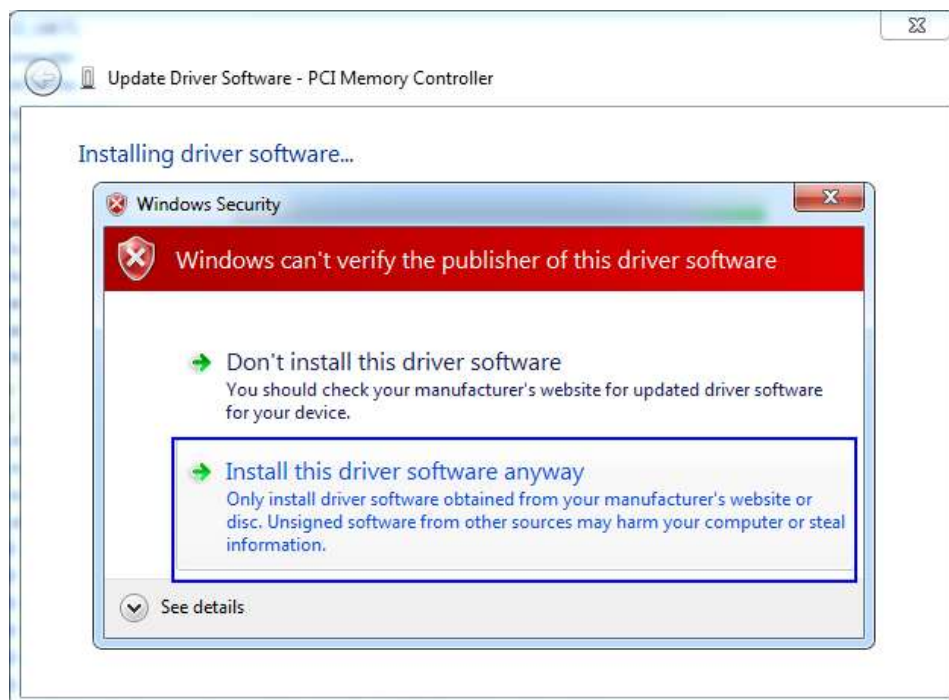 Update Driver Software - PCI Memory Controller
Installing driver software...
Windows Security
Windows can't verify the publisher of this driver software
Don't install this driver software
You should check your manufacturer's website for updated driver software
for your device.
Install this driver software anyway
Only install driver software obtained from your manufacturer's website or
disc. Unsigned software from other sources may harm your computer or steal
information.
See details